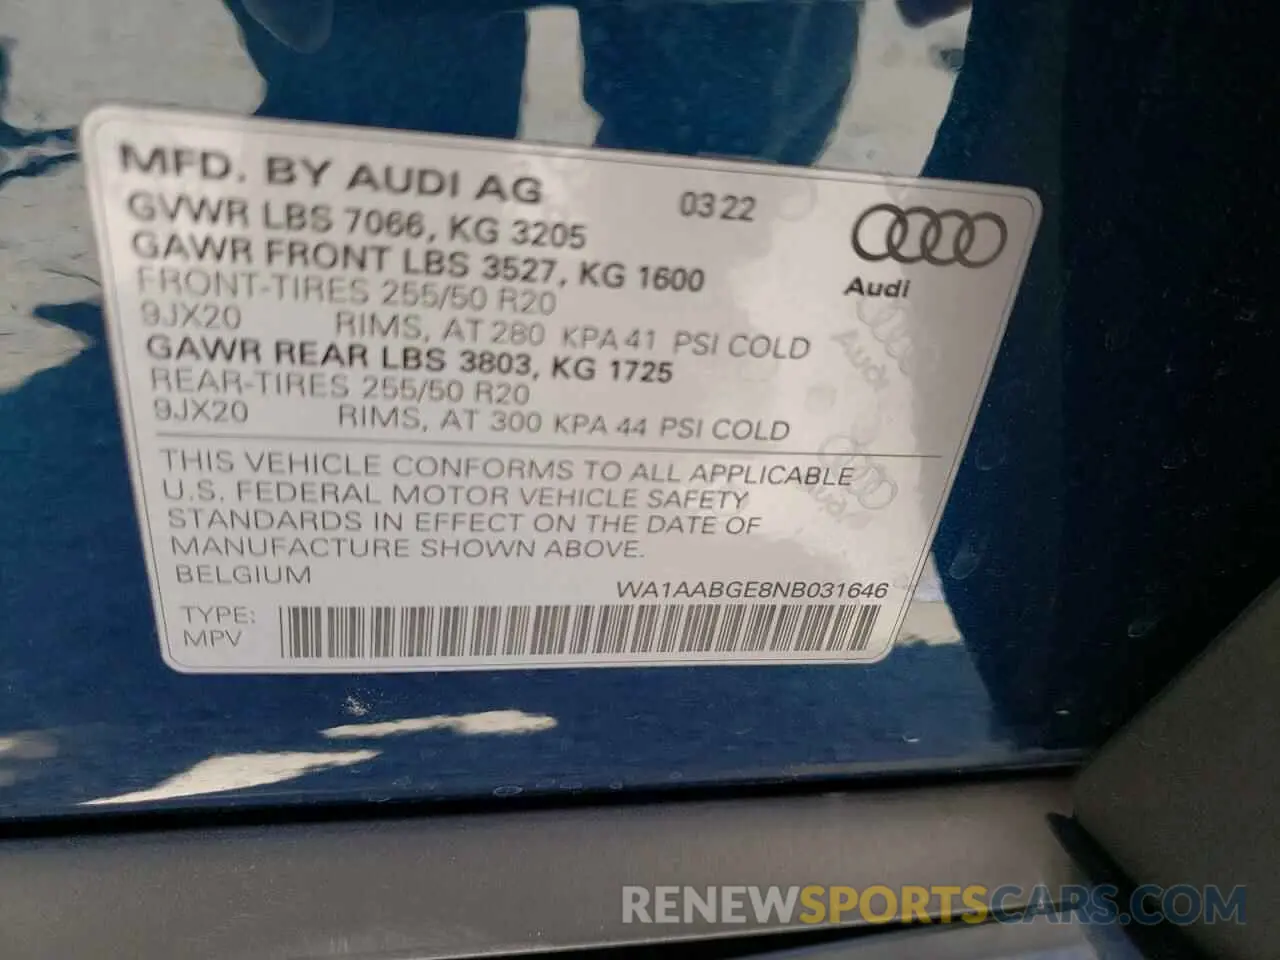 MFD. BY AUDI AG 03 22
GVWR LBS 7066, KG 3205
GAWR FRONT LBS 3527, KG 1600
Audi
FRONT-TIRES 255/50 R20
9JX20 RIMS, AT 280 KPA 41 PSI COLD
GAWR REAR LBS 3803, KG 1725
REAR-TIRES 255/50 R20
9JX20 RIMS, AT 300 KPA 44 PSI COLD
Audi
THIS VEHICLE CONFORMS TO ALL APPLICABLE
U.S. FEDERAL MOTOR VEHICLE SAFETY
Audi
STANDARDS IN EFFECT ON THE DATE OF
MANUFACTURE SHOWN ABOVE.
BELGIUM
WA1AABGE8NB031646
TYPE:
MPV
RENEWSPORTSCARS.COM